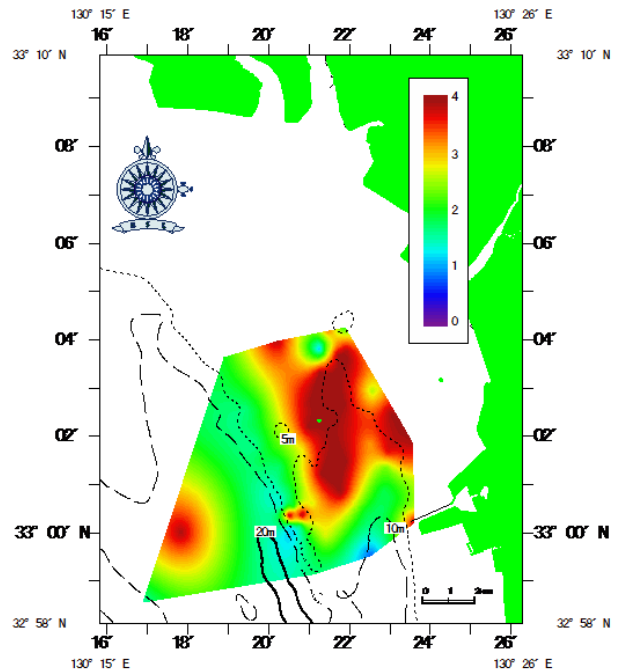 130° 15′ E 130° 26′ E
16′ 18′ 20′ 22′ 24′ 26′
33° 10′ N 33° 10′ N
4
08′ 08′
3
2
06′ 06′
1
0
04′ 04′
02′ 5m 02′
33° 00′ N 20m 10m 33° 00′ N
0 1 2km
32° 58′ N 32° 58′ N
16′ 18′ 20′ 22′ 24′ 26′
130° 15′ E 130° 26′ E